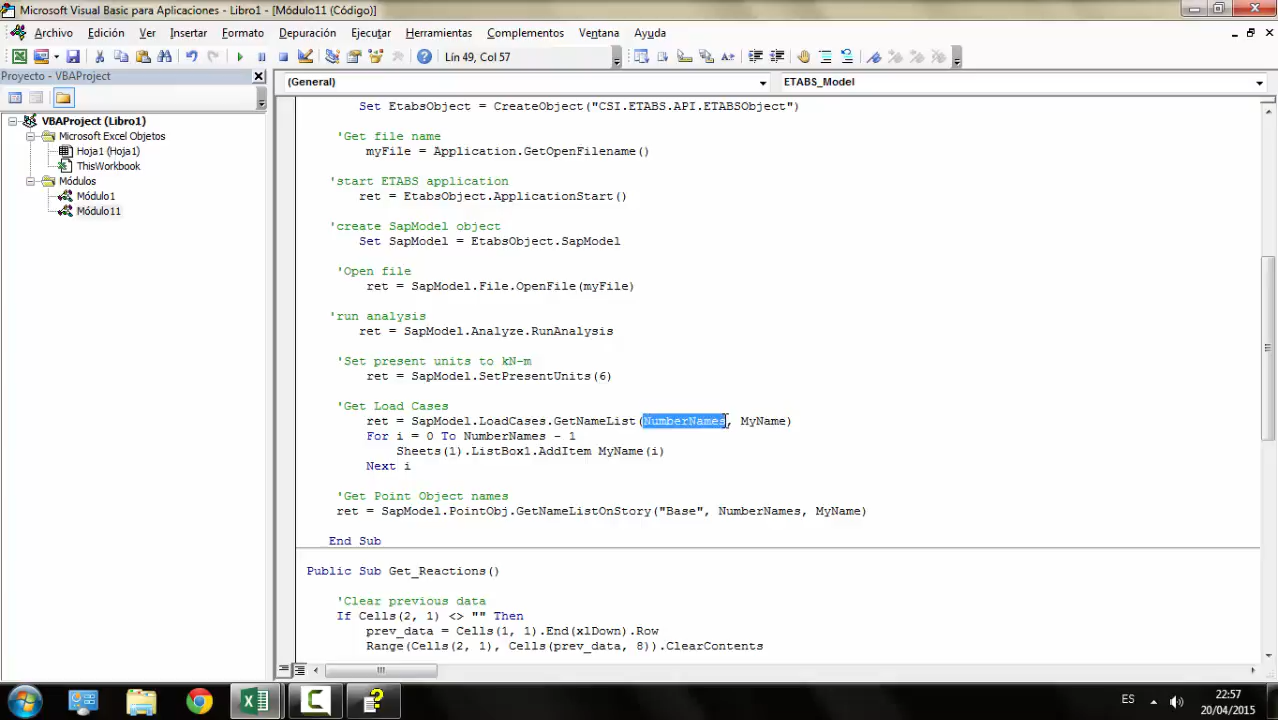 Microsoft Visual Basic para Aplicaciones - Libro1 - [Módulo11 (Código)]
Archivo Edición Ver Insertar Formato Depuración Ejecutar Herramientas Complementos Ventana Ayuda
Lín 49, Col 57
Proyecto - VBAProject
(General) ETABS_Model
VBAProject (Libro1)
Microsoft Excel Objetos
Hoja1 (Hoja1)
ThisWorkbook
Módulos
Módulo1
Módulo11
Set EtabsObject = CreateObject("CSI.ETABS.API.ETABSObject")
'Get file name
myFile = Application.GetOpenFilename()
'start ETABS application
ret = EtabsObject.ApplicationStart()
'create SapModel object
Set SapModel = EtabsObject.SapModel
'Open file
ret = SapModel.File.OpenFile(myFile)
'run analysis
ret = SapModel.Analyze.RunAnalysis
'Set present units to kN-m
ret = SapModel.SetPresentUnits(6)
'Get Load Cases
ret = SapModel.LoadCases.GetNameList(NumberNames, MyName)
For i = 0 To NumberNames - 1
Sheets(1).ListBox1.AddItem MyName(i)
Next i
'Get Point Object names
ret = SapModel.PointObj.GetNameListOnStory("Base", NumberNames, MyName)
End Sub
Public Sub Get_Reactions()
'Clear previous data
If Cells(2, 1) <> "" Then
prev_data = Cells(1, 1).End(xlDown).Row
Range(Cells(2, 1), Cells(prev_data, 8)).ClearContents
ES
22:57
20/04/2015